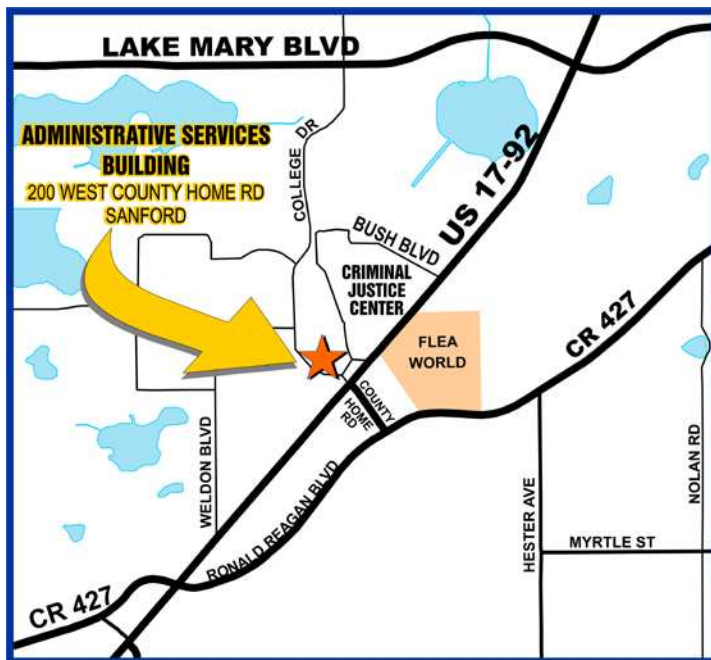 LAKE MARY BLVD
ADMINISTRATIVE SERVICES
BUILDING
200 WEST COUNTY HOME RD
SANFORD
COLLEGE DR
US 17-92
BUSH BLVD
CRIMINAL
JUSTICE
CENTER
FLEA
WORLD
CR 427
COUNTY
HOME RD
WELDON BLVD
RONALD REAGAN BLVD
HESTER AVE
NOLAN RD
MYRTLE ST
CR 427